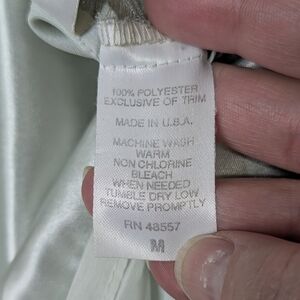 100% POLYESTER
EXCLUSIVE OF TRIM
MADE IN U.S.A.
MACHINE WASH
WARM
NON CHLORINE
BLEACH
WHEN NEEDED
TUMBLE DRY LOW
REMOVE PROMPTLY
RN 48557
M